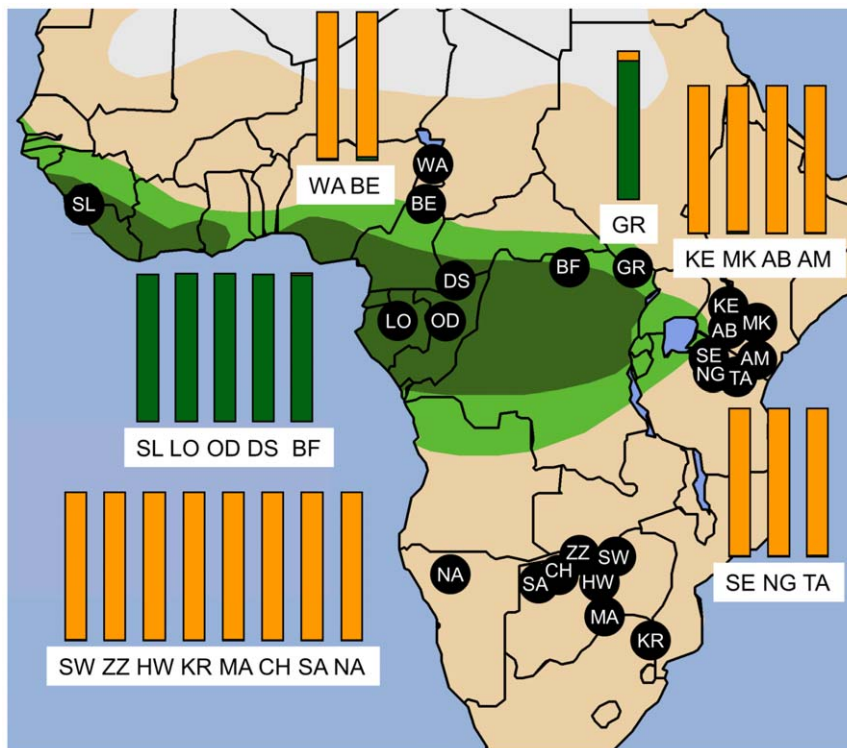 WA BE
WA
BE
SL
GR
KE MK AB AM
DS
BF
GR
LO
OD
KE
AB
MK
SE
NG
TA
AM
SL LO OD DS BF
SE NG TA
NA
SA
CH
ZZ
SW
HW
MA
KR
SW ZZ HW KR MA CH SA NA